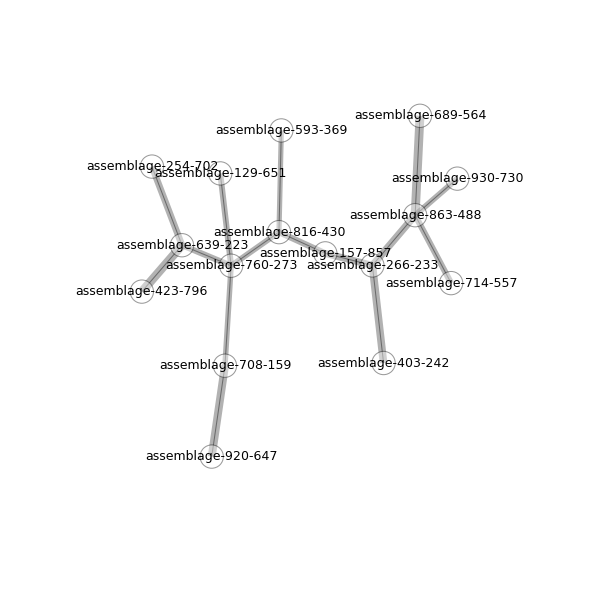 assemblage-689-564
assemblage-593-369
assemblage-254-702
assemblage-129-651
assemblage-930-730
assemblage-863-488
assemblage-816-430
assemblage-639-223
assemblage-157-857
assemblage-760-273
assemblage-266-233
assemblage-714-557
assemblage-423-796
assemblage-403-242
assemblage-708-159
assemblage-920-647